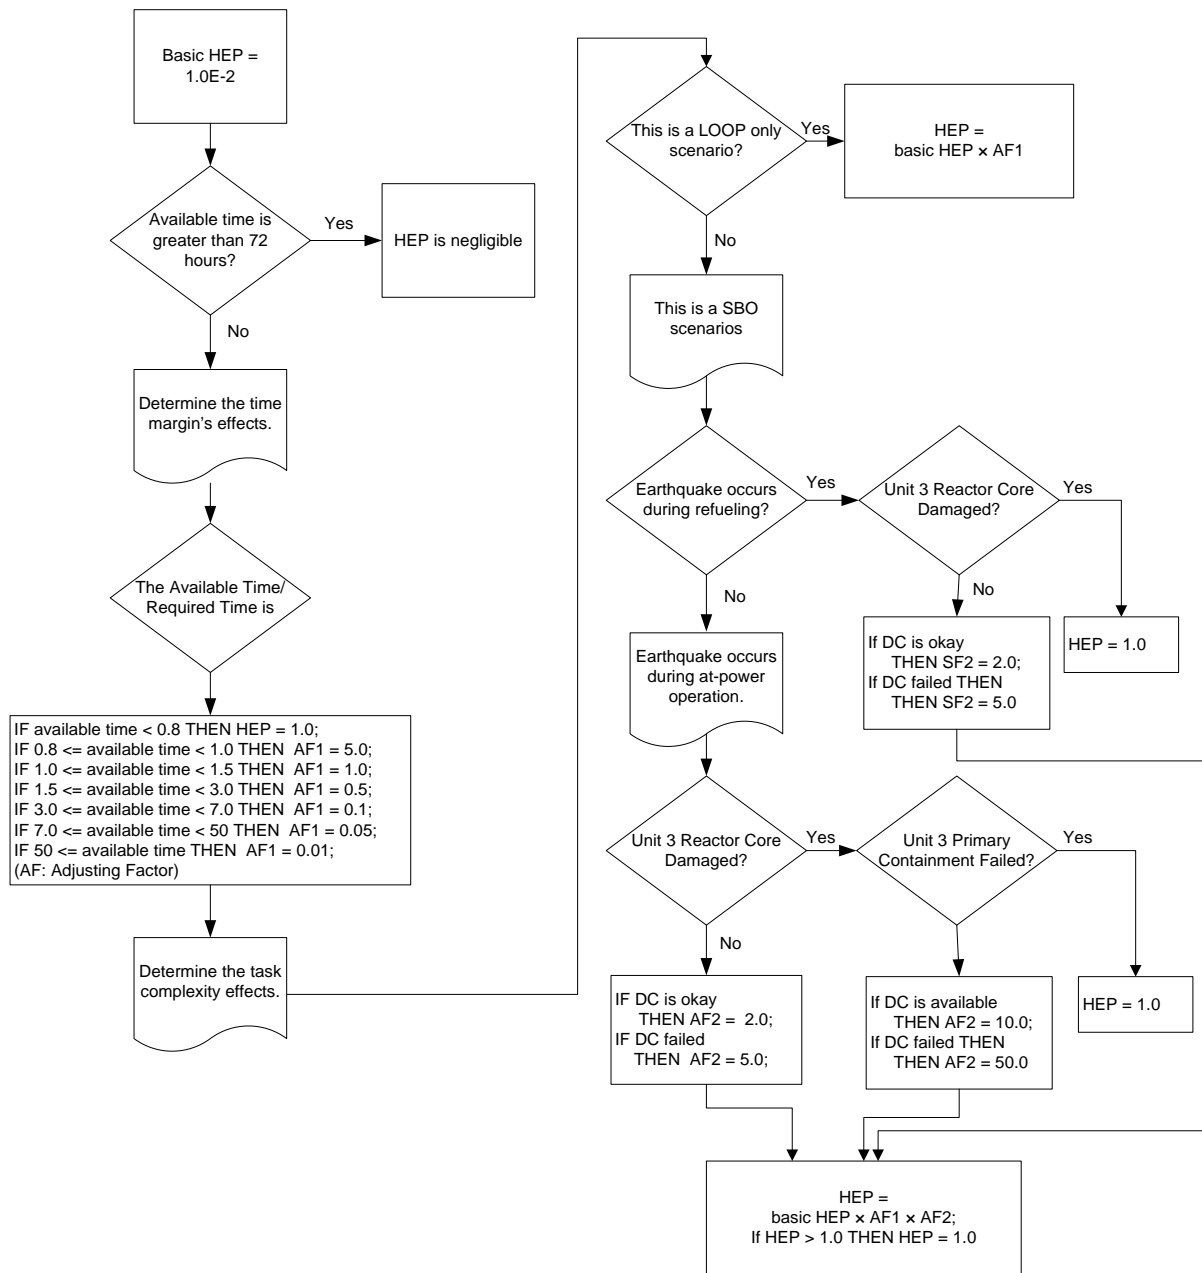 Basic HEP =
1.0E-2
Available time is
greater than 72
hours?
Yes
HEP is negligible
No
Determine the time
margin's effects.
The Available Time/
Required Time is
IF available time < 0.8 THEN HEP = 1.0;
IF 0.8 <= available time < 1.0 THEN  AF1 = 5.0;
IF 1.0 <= available time < 1.5 THEN  AF1 = 1.0;
IF 1.5 <= available time < 3.0 THEN  AF1 = 0.5;
IF 3.0 <= available time < 7.0 THEN  AF1 = 0.1;
IF 7.0 <= available time < 50 THEN  AF1 = 0.05;
IF 50 <= available time THEN  AF1 = 0.01;
(AF: Adjusting Factor)
Determine the task
complexity effects.
This is a LOOP only
scenario?
Yes
HEP =
basic HEP × AF1
No
This is a SBO
scenarios
Earthquake occurs
during refueling?
Yes
Unit 3 Reactor Core
Damaged?
Yes
HEP = 1.0
No
If DC is okay
THEN SF2 = 2.0;
If DC failed THEN
THEN SF2 = 5.0
No
Earthquake occurs
during at-power
operation.
Unit 3 Reactor Core
Damaged?
Yes
Unit 3 Primary
Containment Failed?
Yes
HEP = 1.0
No
IF DC is okay
THEN AF2 =  2.0;
IF DC failed
THEN  AF2 = 5.0;
If DC is available
THEN AF2 = 10.0;
If DC failed THEN
THEN AF2 = 50.0
HEP =
basic HEP × AF1 × AF2;
If HEP > 1.0 THEN HEP = 1.0